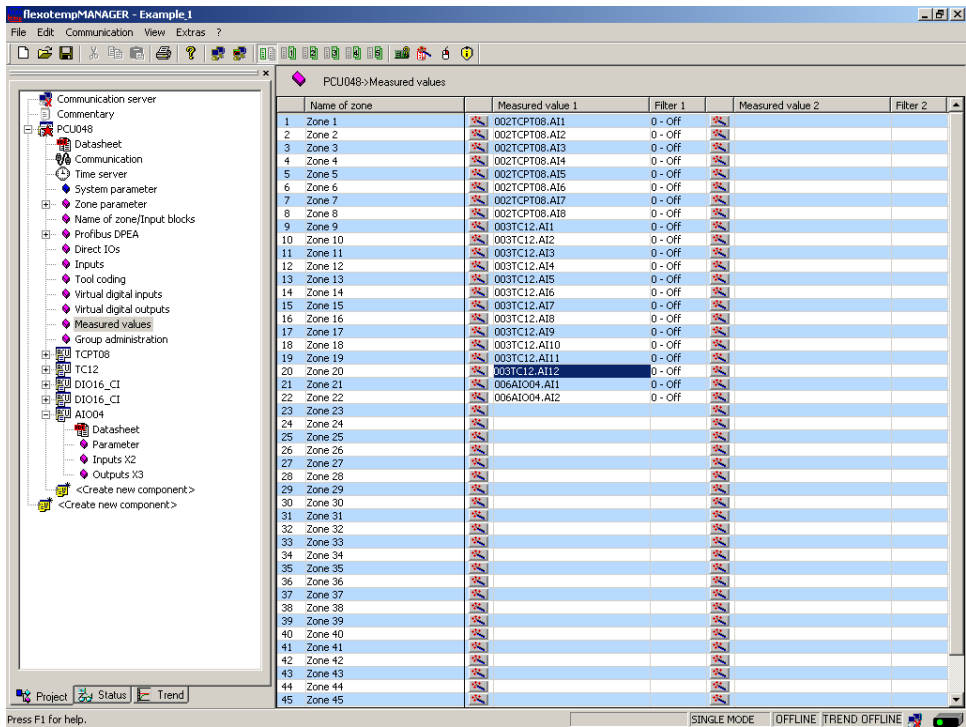 flexotempMANAGER - Example_1
File Edit Communication View Extras ?
PCU048->Measured values
Communication server
Commentary
PCU048
Datasheet
Communication
Time server
System parameter
Zone parameter
Name of zone/Input blocks
Profibus DPEA
Direct IOs
Inputs
Tool coding
Virtual digital inputs
Virtual digital outputs
Measured values
Group administration
TCPT08
TC12
DIO16_CI
DIO16_CI
AIO04
Datasheet
Parameter
Inputs X2
Outputs X3
<Create new component>
<Create new component>
Project Status Trend
Name of zone Measured value 1 Filter 1 Measured value 2 Filter 2
1 Zone 1 002TCPT08.AI1 0 - Off
2 Zone 2 002TCPT08.AI2 0 - Off
3 Zone 3 002TCPT08.AI3 0 - Off
4 Zone 4 002TCPT08.AI4 0 - Off
5 Zone 5 002TCPT08.AI5 0 - Off
6 Zone 6 002TCPT08.AI6 0 - Off
7 Zone 7 002TCPT08.AI7 0 - Off
8 Zone 8 002TCPT08.AI8 0 - Off
9 Zone 9 003TC12.AI1 0 - Off
10 Zone 10 003TC12.AI2 0 - Off
11 Zone 11 003TC12.AI3 0 - Off
12 Zone 12 003TC12.AI4 0 - Off
13 Zone 13 003TC12.AI5 0 - Off
14 Zone 14 003TC12.AI6 0 - Off
15 Zone 15 003TC12.AI7 0 - Off
16 Zone 16 003TC12.AI8 0 - Off
17 Zone 17 003TC12.AI9 0 - Off
18 Zone 18 003TC12.AI10 0 - Off
19 Zone 19 003TC12.AI11 0 - Off
20 Zone 20 003TC12.AI12 0 - Off
21 Zone 21 006AIO04.AI1 0 - Off
22 Zone 22 006AIO04.AI2 0 - Off
23 Zone 23
24 Zone 24
25 Zone 25
26 Zone 26
27 Zone 27
28 Zone 28
29 Zone 29
30 Zone 30
31 Zone 31
32 Zone 32
33 Zone 33
34 Zone 34
35 Zone 35
36 Zone 36
37 Zone 37
38 Zone 38
39 Zone 39
40 Zone 40
41 Zone 41
42 Zone 42
43 Zone 43
44 Zone 44
45 Zone 45
Press F1 for help. SINGLE MODE OFFLINE TREND OFFLINE